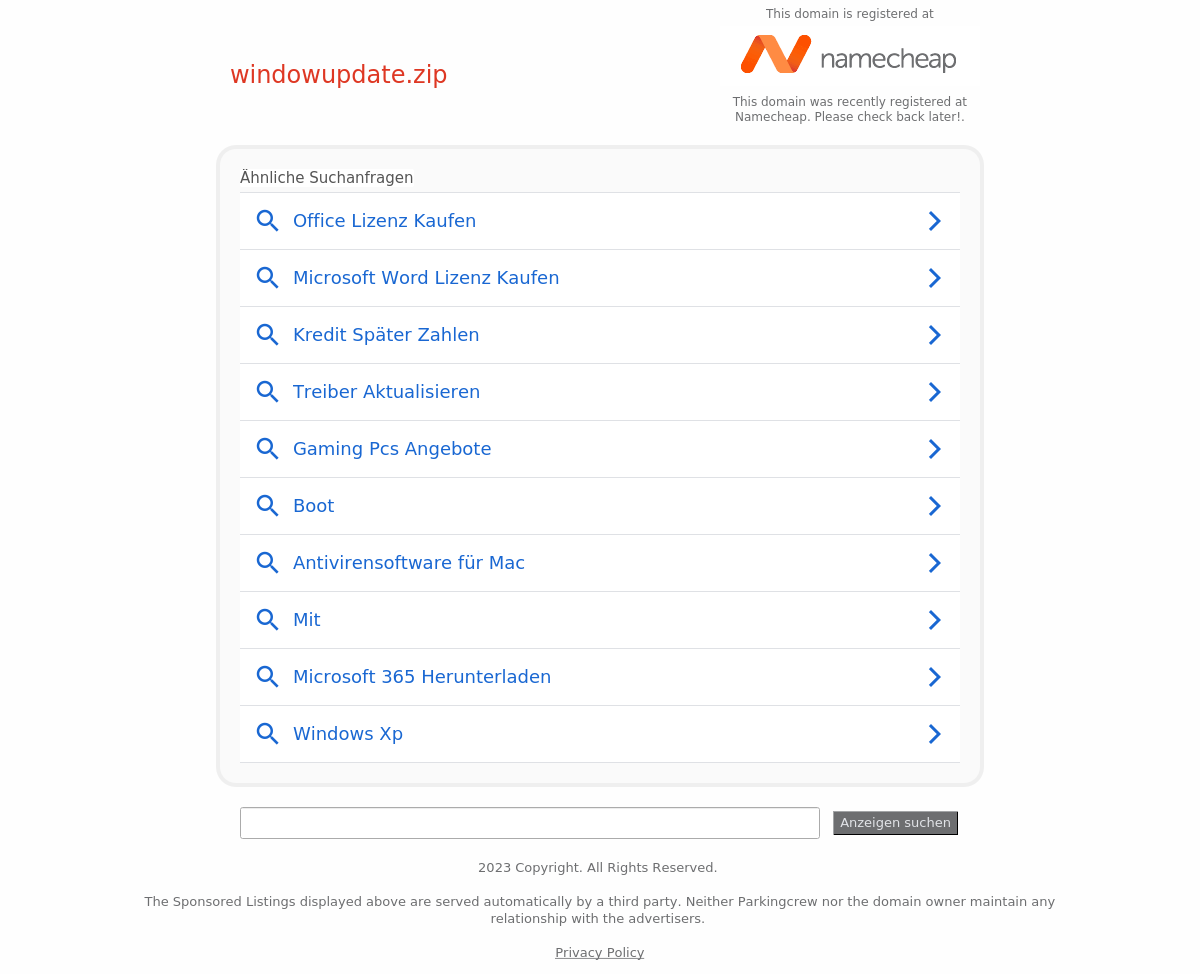 This domain is registered at
namecheap
windowupdate.zip
This domain was recently registered at
Namecheap. Please check back later!.
Ähnliche Suchanfragen
Office Lizenz Kaufen
Microsoft Word Lizenz Kaufen
Kredit Später Zahlen
Treiber Aktualisieren
Gaming Pcs Angebote
Boot
Antivirensoftware für Mac
Mit
Microsoft 365 Herunterladen
Windows Xp
Anzeigen suchen
2023 Copyright. All Rights Reserved.
The Sponsored Listings displayed above are served automatically by a third party. Neither Parkingcrew nor the domain owner maintain any
relationship with the advertisers.
Privacy Policy